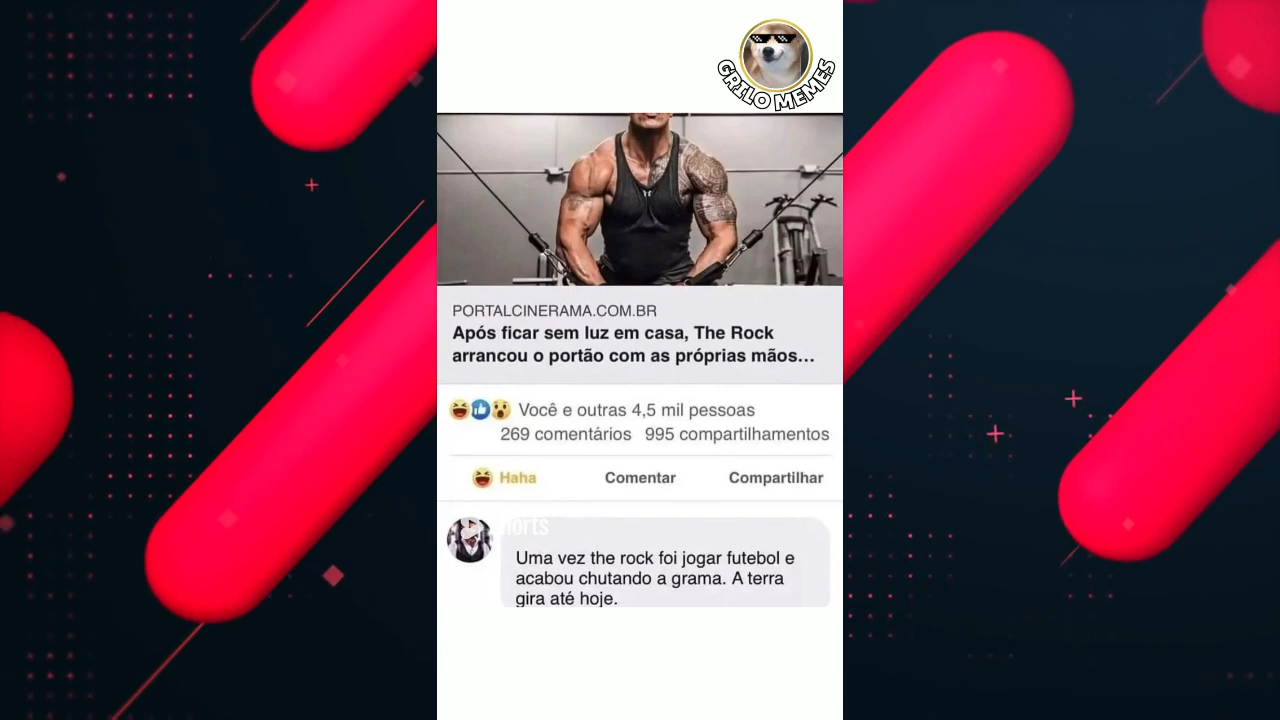 GRILO MEMES
PORTALCINERAMA.COM.BR
Após ficar sem luz em casa, The Rock
arrancou o portão com as próprias mãos...
Você e outras 4,5 mil pessoas
269 comentários 995 compartilhamentos
Haha Comentar Compartilhar
Uma vez the rock foi jogar futebol e
acabou chutando a grama. A terra
gira até hoje.